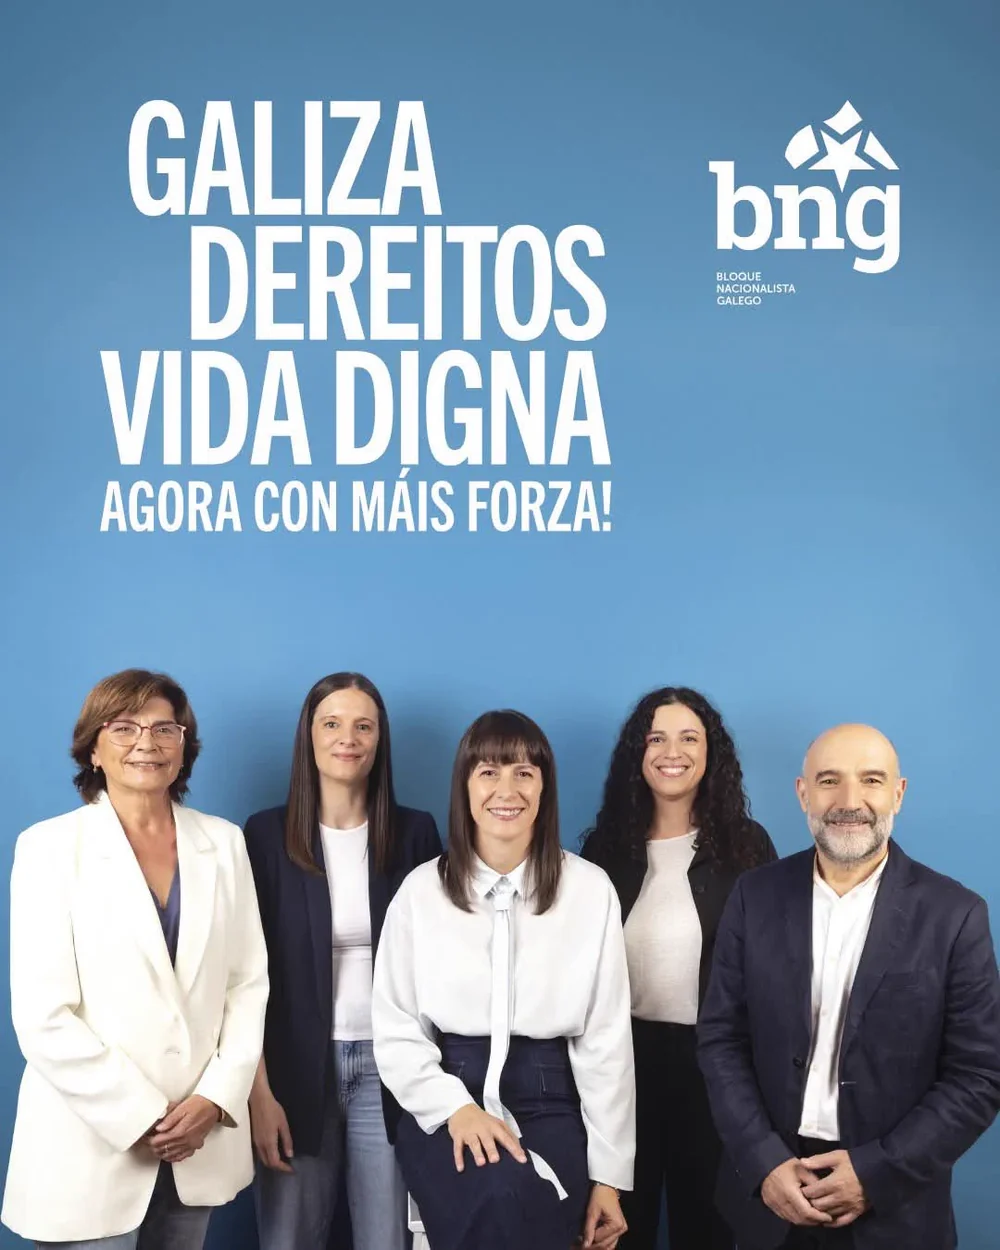 GALIZA
DEREITOS
VIDA DIGNA
AGORA CON MÁIS FORZA!
bng
BLOQUE
NACIONALISTA
GALEGO